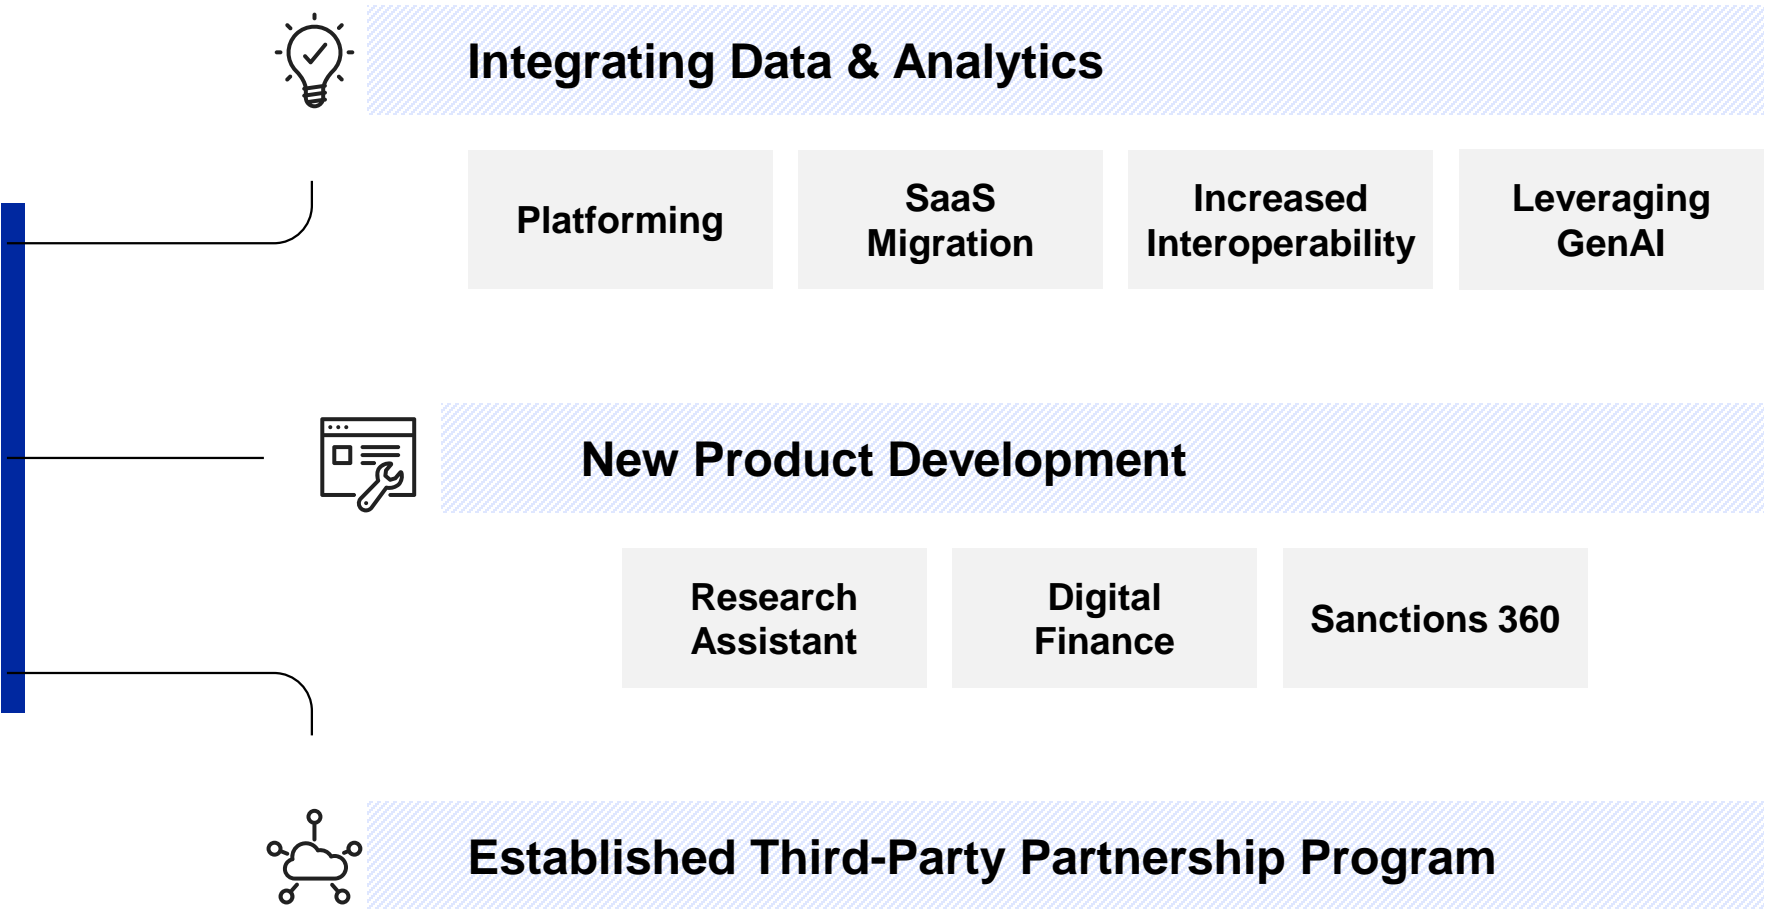 Integrating Data & Analytics
Platforming
SaaS
Migration
Increased
Interoperability
Leveraging
GenAI
New Product Development
Research
Assistant
Digital
Finance
Sanctions 360
Established Third-Party Partnership Program